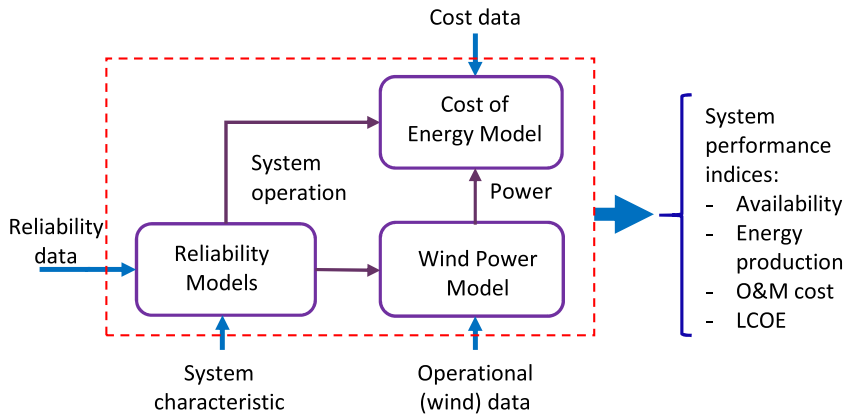 Cost data
Cost of
Energy Model
System
operation
Power
Reliability
data
Reliability
Models
Wind Power
Model
System
characteristic
Operational
(wind) data
System
performance
indices:
- Availability
- Energy
production
- O&M cost
- LCOE